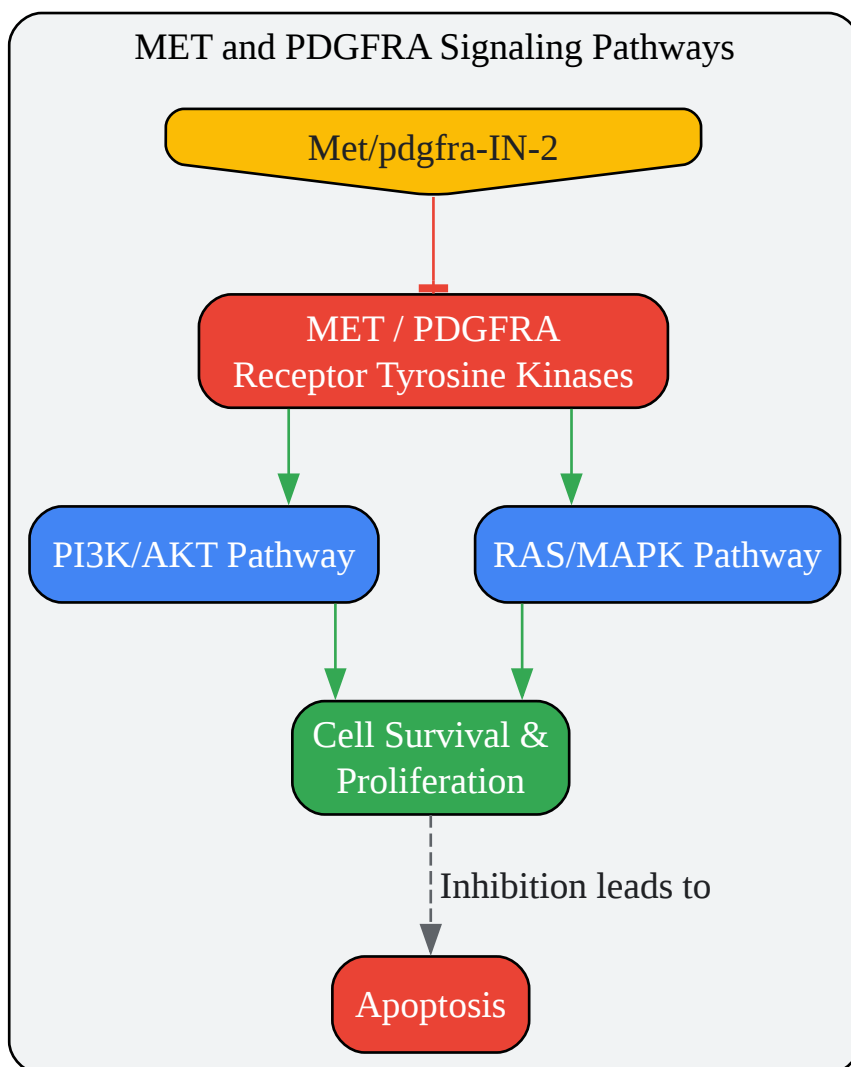 MET and PDGFRA Signaling Pathways
Met/pdgfra-IN-2
MET / PDGFRA
Receptor Tyrosine Kinases
PI3K/AKT Pathway
RAS/MAPK Pathway
Cell Survival &
Proliferation
Inhibition leads to
Apoptosis